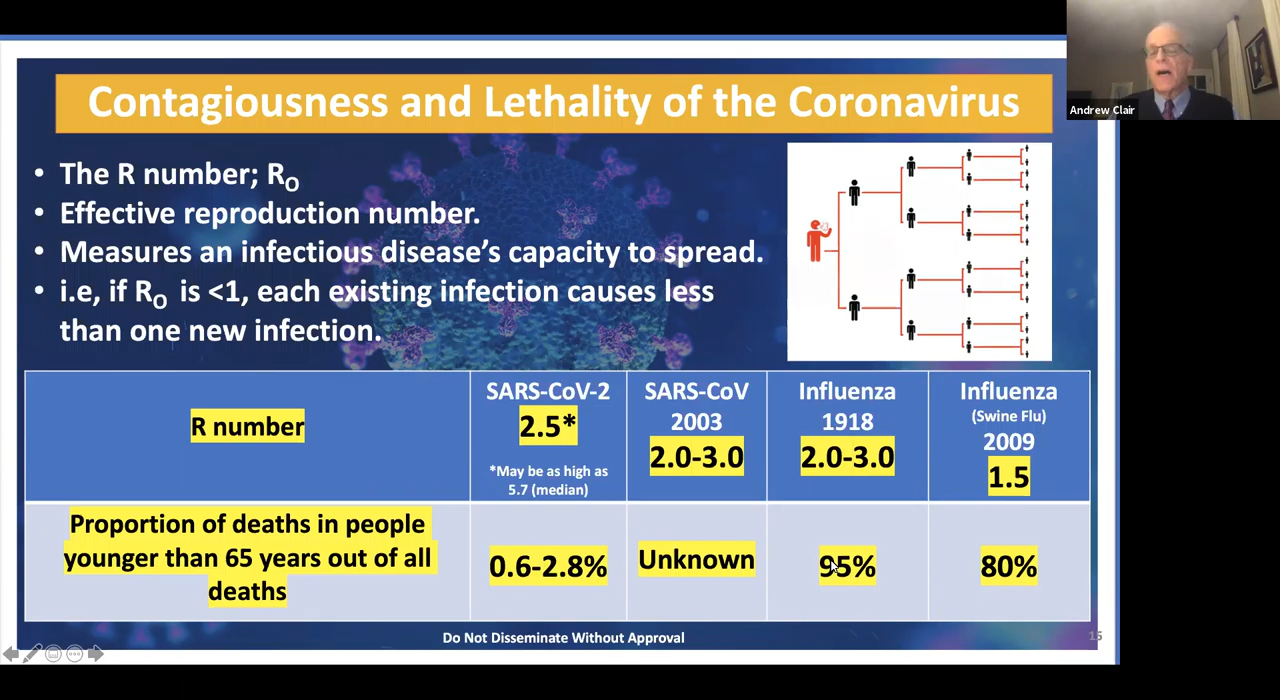 Andrew Clair
Contagiousness and Lethality of the Coronavirus
• The R number; R₀
• Effective reproduction number.
• Measures an infectious disease’s capacity to spread.
• i.e, if R₀ is <1, each existing infection causes less
than one new infection.
R number
SARS-CoV-2
2.5*
*May be as high as
5.7 (median)
SARS-CoV
2003
2.0-3.0
Influenza
1918
2.0-3.0
Influenza
(Swine Flu)
2009
1.5
Proportion of deaths in people
younger than 65 years out of all
deaths
0.6-2.8%
Unknown
95%
80%
Do Not Disseminate Without Approval
15